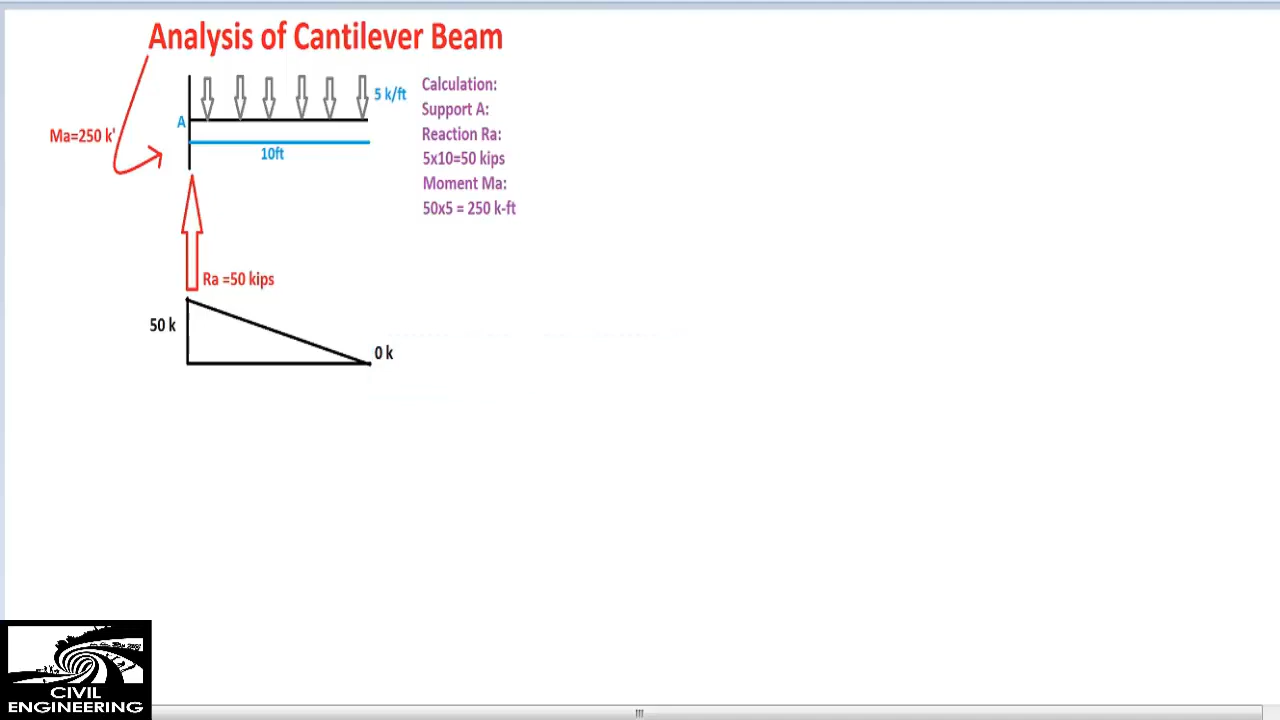 Analysis of Cantilever Beam
5 k/ft
A
Ma=250 k'
10ft
Ra =50 kips
50 k
0 k
Calculation:
Support A:
Reaction Ra:
5x10=50 kips
Moment Ma:
50x5 = 250 k-ft
CIVIL
ENGINEERING